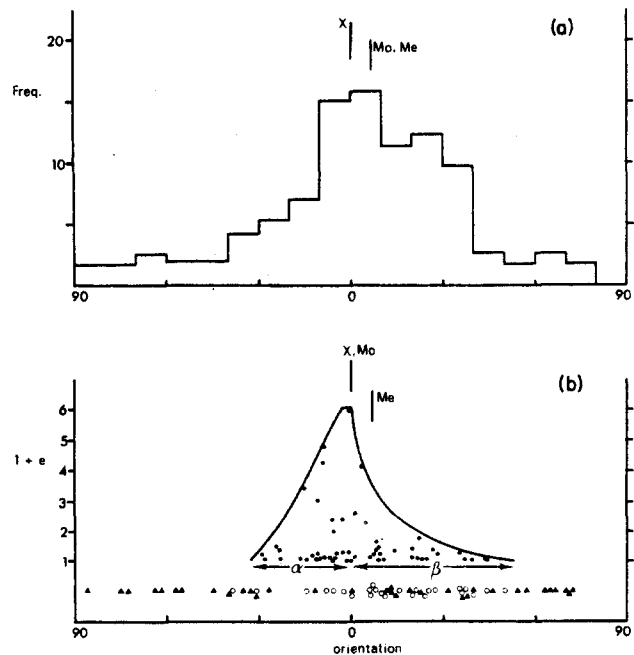 (a)
X
Mo, Me
20
Freq.
10
90
0
90
(b)
X, Mo
Me
6
5
1 + e
4
3
2
1
α
β
90
0
90
orientation